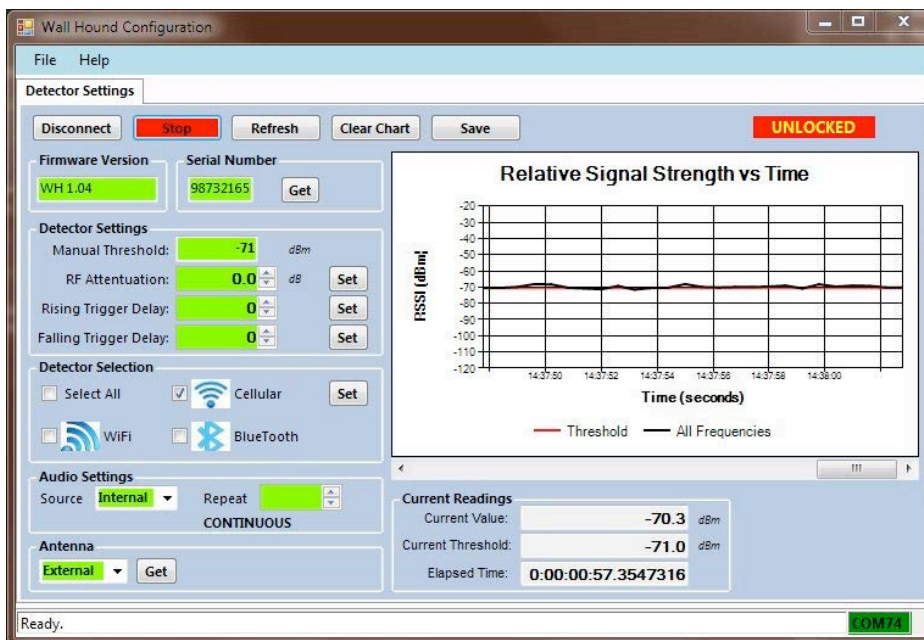 Wall Hound Configuration
File Help
Detector Settings
Disconnect Stop Refresh Clear Chart Save UNLOCKED
Firmware Version Serial Number
WH 1.04 98732165 Get
Detector Settings
Manual Threshold: -71 dBm
RF Attentuation: 0.0 dB Set
Rising Trigger Delay: 0 Set
Falling Trigger Delay: 0 Set
Detector Selection
Select All Cellular Set
WiFi BlueTooth
Audio Settings
Source Internal Repeat
CONTINUOUS
Antenna
External Get
Relative Signal Strength vs Time
RSSI (dBm)
-20
-30
-40
-50
-60
-70
-80
-90
-100
-110
-120
14:37:50 14:37:52 14:37:54 14:37:56 14:37:58 14:38:00
Time (seconds)
Threshold All Frequencies
Current Readings
Current Value: -70.3 dBm
Current Threshold: -71.0 dBm
Elapsed Time: 0:00:00:57.3547316
Ready. COM74